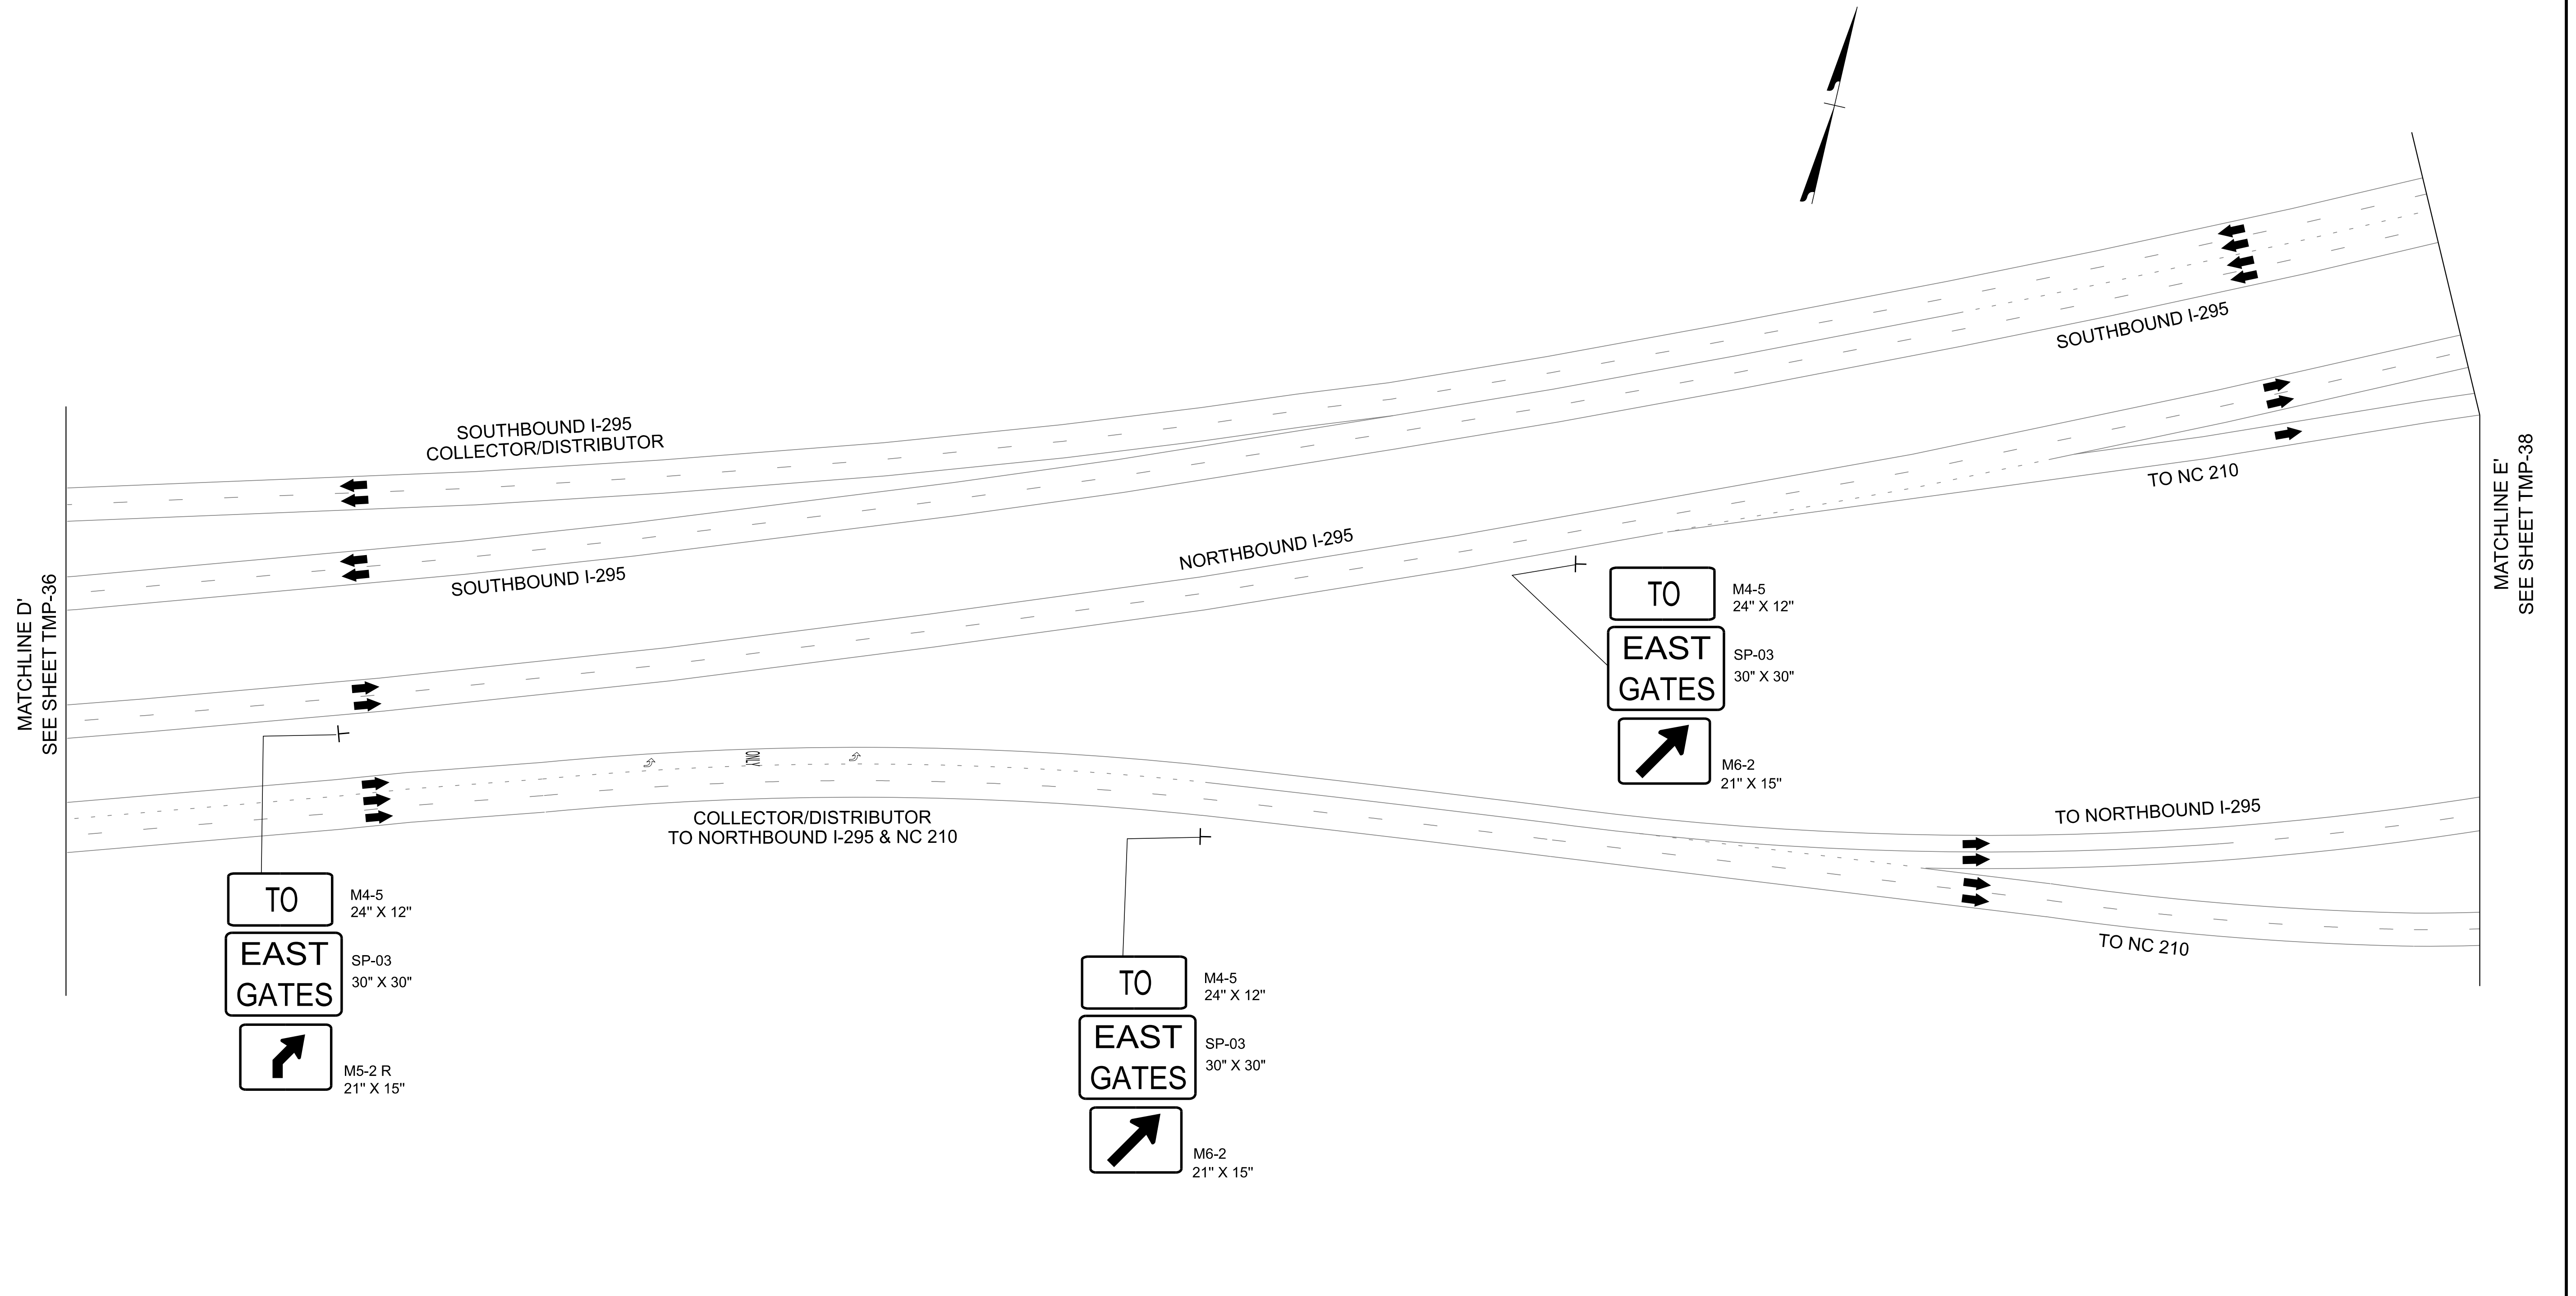 SOUTHBOUND I-295
COLLECTOR/DISTRIBUTOR
SOUTHBOUND I-295
SOUTHBOUND I-295
NORTHBOUND I-295
TO NC 210
MATCHLINE D'
SEE SHEET TMP-36
MATCHLINE E'
SEE SHEET TMP-38
TO
M4-5
24" X 12"
EAST
GATES
SP-03
30" X 30"
M6-2
21" X 15"
ONLY
COLLECTOR/DISTRIBUTOR
TO NORTHBOUND I-295 & NC 210
TO NORTHBOUND I-295
TO NC 210
TO
M4-5
24" X 12"
EAST
GATES
SP-03
30" X 30"
M5-2 R
21" X 15"
TO
M4-5
24" X 12"
EAST
GATES
SP-03
30" X 30"
M6-2
21" X 15"